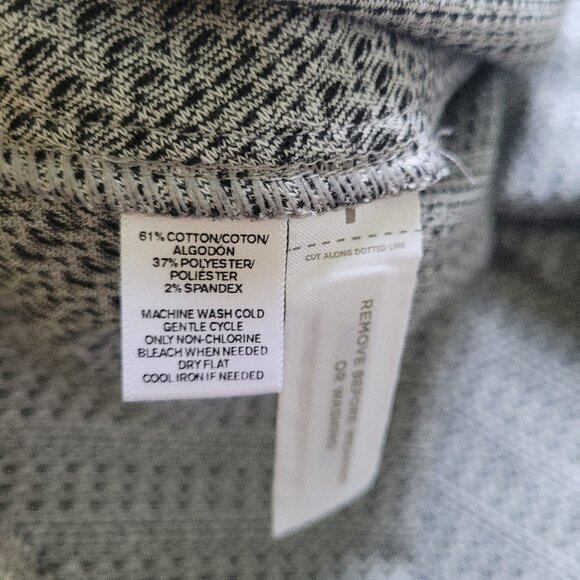 61% COTTON/COTON/
ALGODÓN
37% POLYESTER/
POLIÉSTER
2% SPANDEX
MACHINE WASH COLD
GENTLE CYCLE
ONLY NON-CHLORINE
BLEACH WHEN NEEDED
DRY FLAT
COOL IRON IF NEEDED
CUT ALONG DOTTED LINE
REMOVE BEFORE
OR WASHING